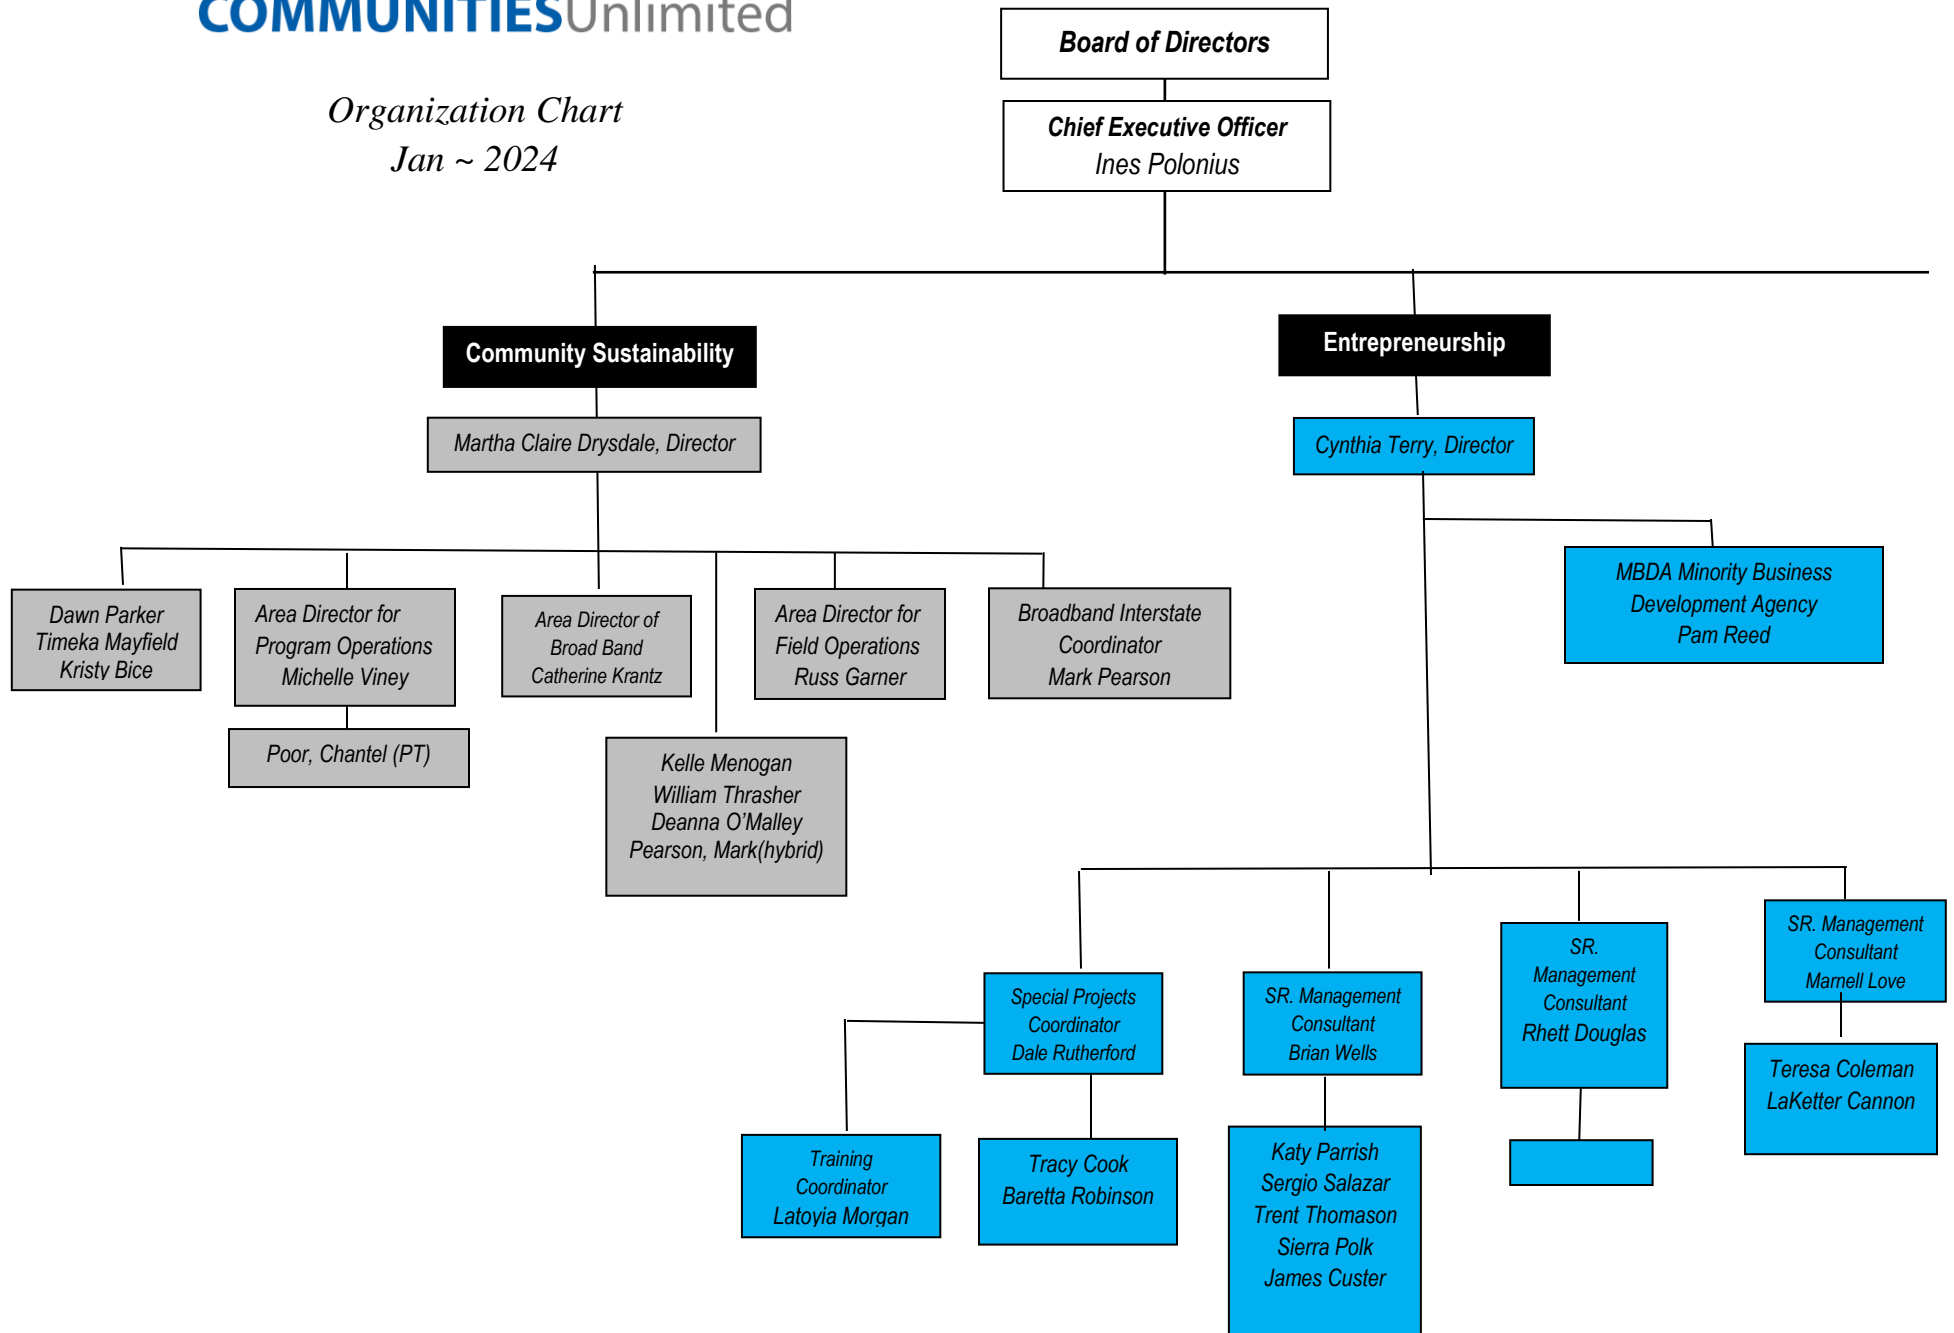 COMMUNITIESUnlimited
Organization Chart
Jan ~ 2024
Board of Directors
Chief Executive Officer
Ines Polonius
Community Sustainability
Martha Claire Drysdale, Director
Dawn Parker
Timeka Mayfield
Kristy Bice
Area Director for
Program Operations
Michelle Viney
Poor, Chantel (PT)
Area Director of
Broad Band
Catherine Krantz
Kelle Menogan
William Thrasher
Deanna O’Malley
Pearson, Mark(hybrid)
Area Director for
Field Operations
Russ Garner
Broadband Interstate
Coordinator
Mark Pearson
Entrepreneurship
Cynthia Terry, Director
MBDA Minority Business
Development Agency
Pam Reed
Special Projects
Coordinator
Dale Rutherford
Training
Coordinator
Latoyia Morgan
Tracy Cook
Baretta Robinson
SR. Management
Consultant
Brian Wells
Katy Parrish
Sergio Salazar
Trent Thomason
Sierra Polk
James Custer
SR.
Management
Consultant
Rhett Douglas
SR. Management
Consultant
Marnell Love
Teresa Coleman
LaKetter Cannon